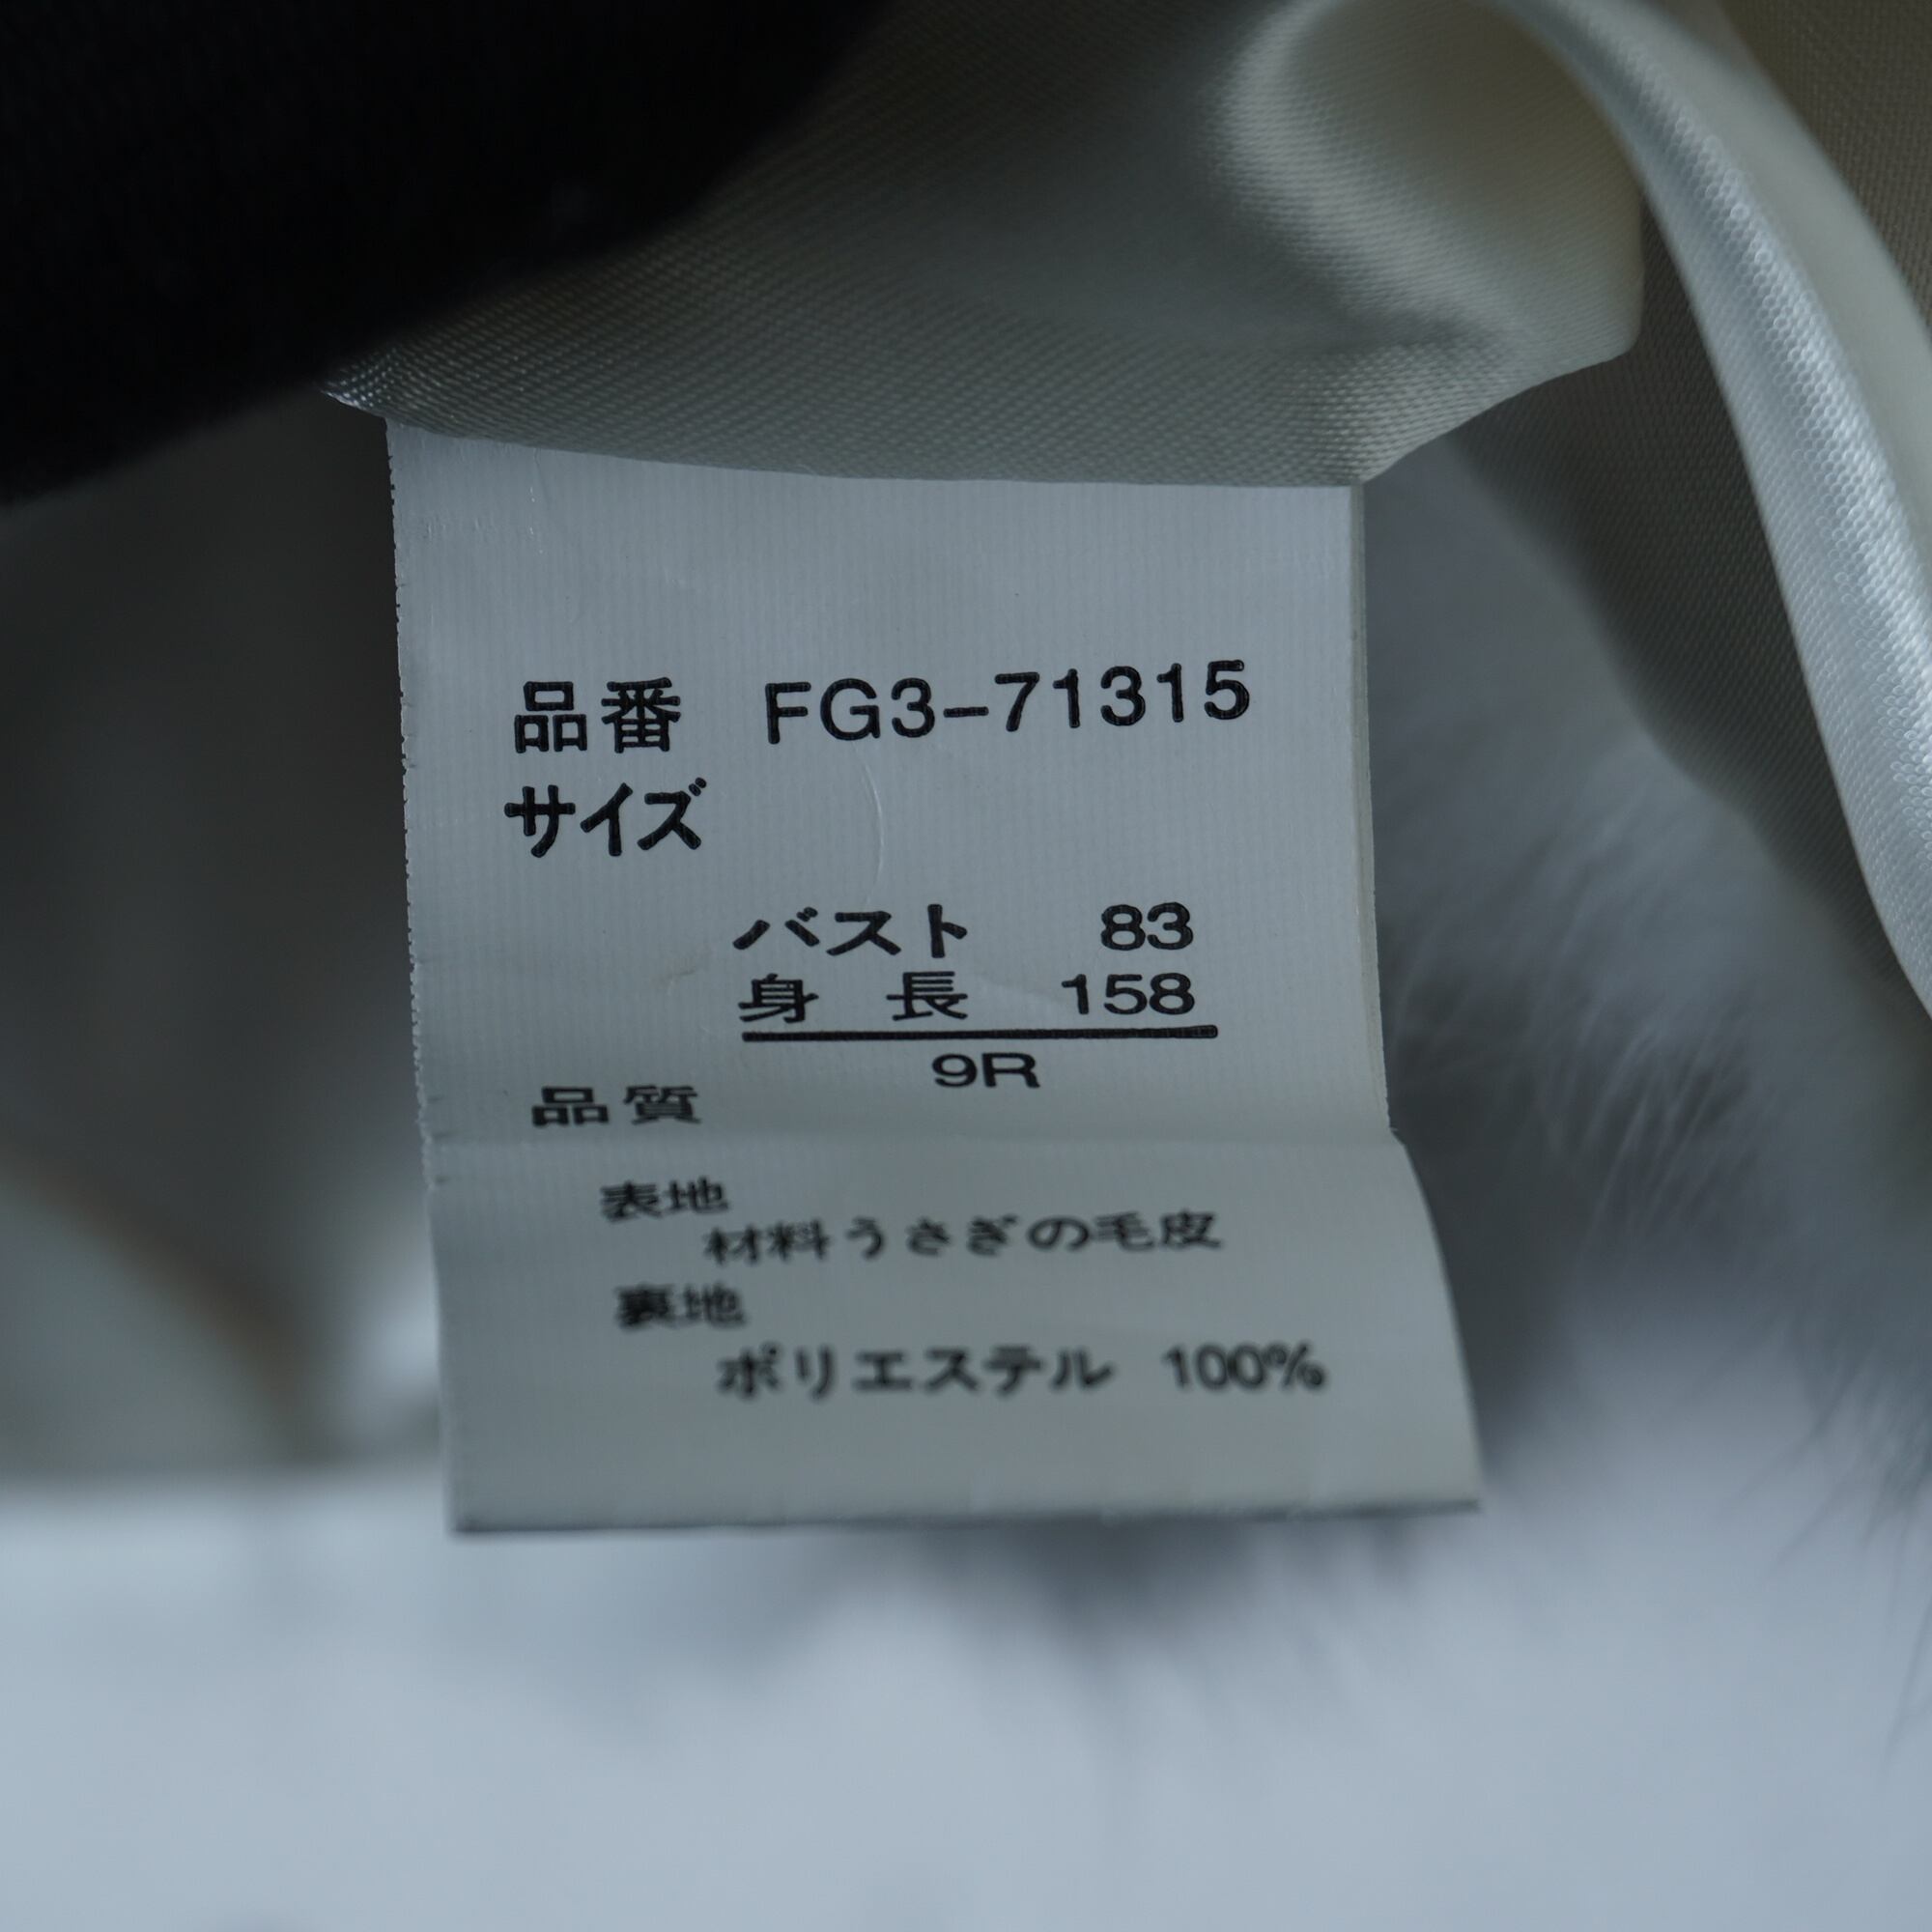 品番 FG3-71315
サイズ
バスト 83
身長 158
9R
品質
表地
材料うさぎの毛皮
裏地
ポリエステル 100%